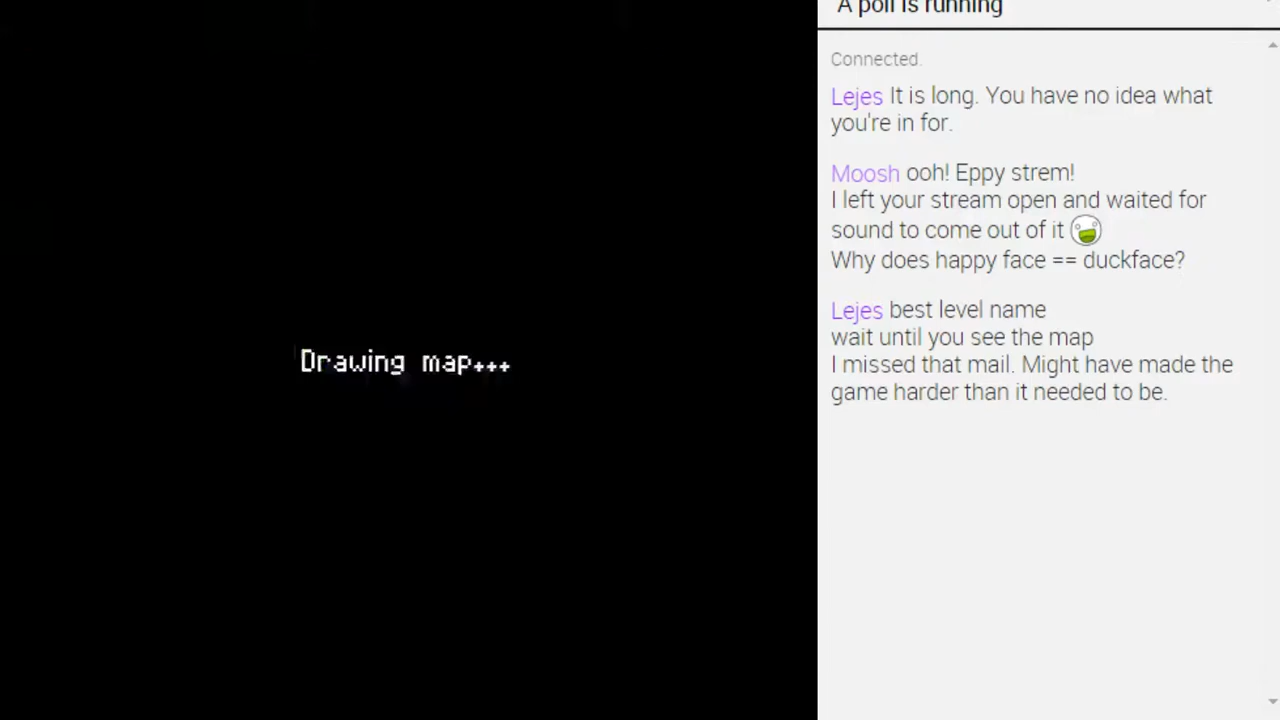 A poll is running
Connected.
Lejes It is long. You have no idea what
you're in for.
Moosh ooh! Eppy strem!
I left your stream open and waited for
sound to come out of it
Why does happy face == duckface?
Lejes best level name
wait until you see the map
I missed that mail. Might have made the
game harder than it needed to be.
Drawing map...